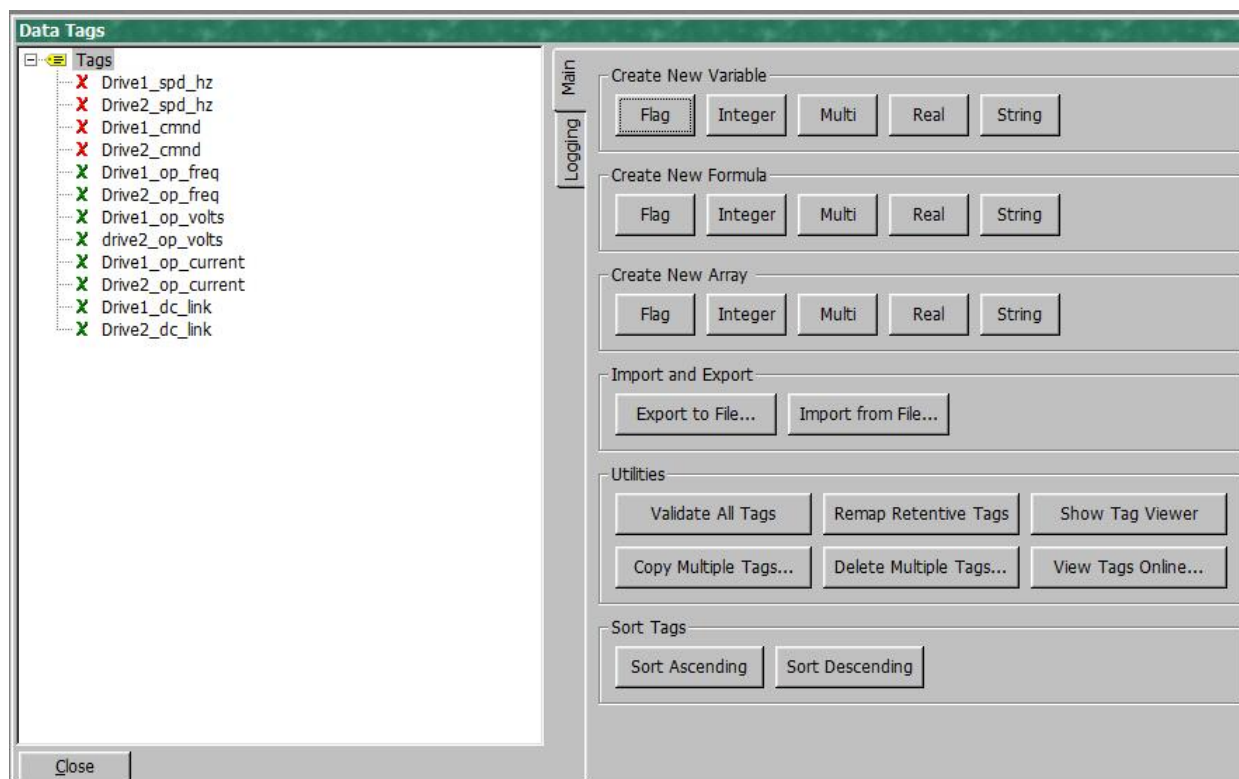 Data Tags
Tags
Drive1_spd_hz
Drive2_spd_hz
Drive1_cmnd
Drive2_cmnd
Drive1_op_freq
Drive2_op_freq
Drive1_op_volts
drive2_op_volts
Drive1_op_current
Drive2_op_current
Drive1_dc_link
Drive2_dc_link
Close
Main
Logging
Create New Variable
Flag Integer Multi Real String
Create New Formula
Flag Integer Multi Real String
Create New Array
Flag Integer Multi Real String
Import and Export
Export to File... Import from File...
Utilities
Validate All Tags Remap Retentive Tags Show Tag Viewer
Copy Multiple Tags... Delete Multiple Tags... View Tags Online...
Sort Tags
Sort Ascending Sort Descending